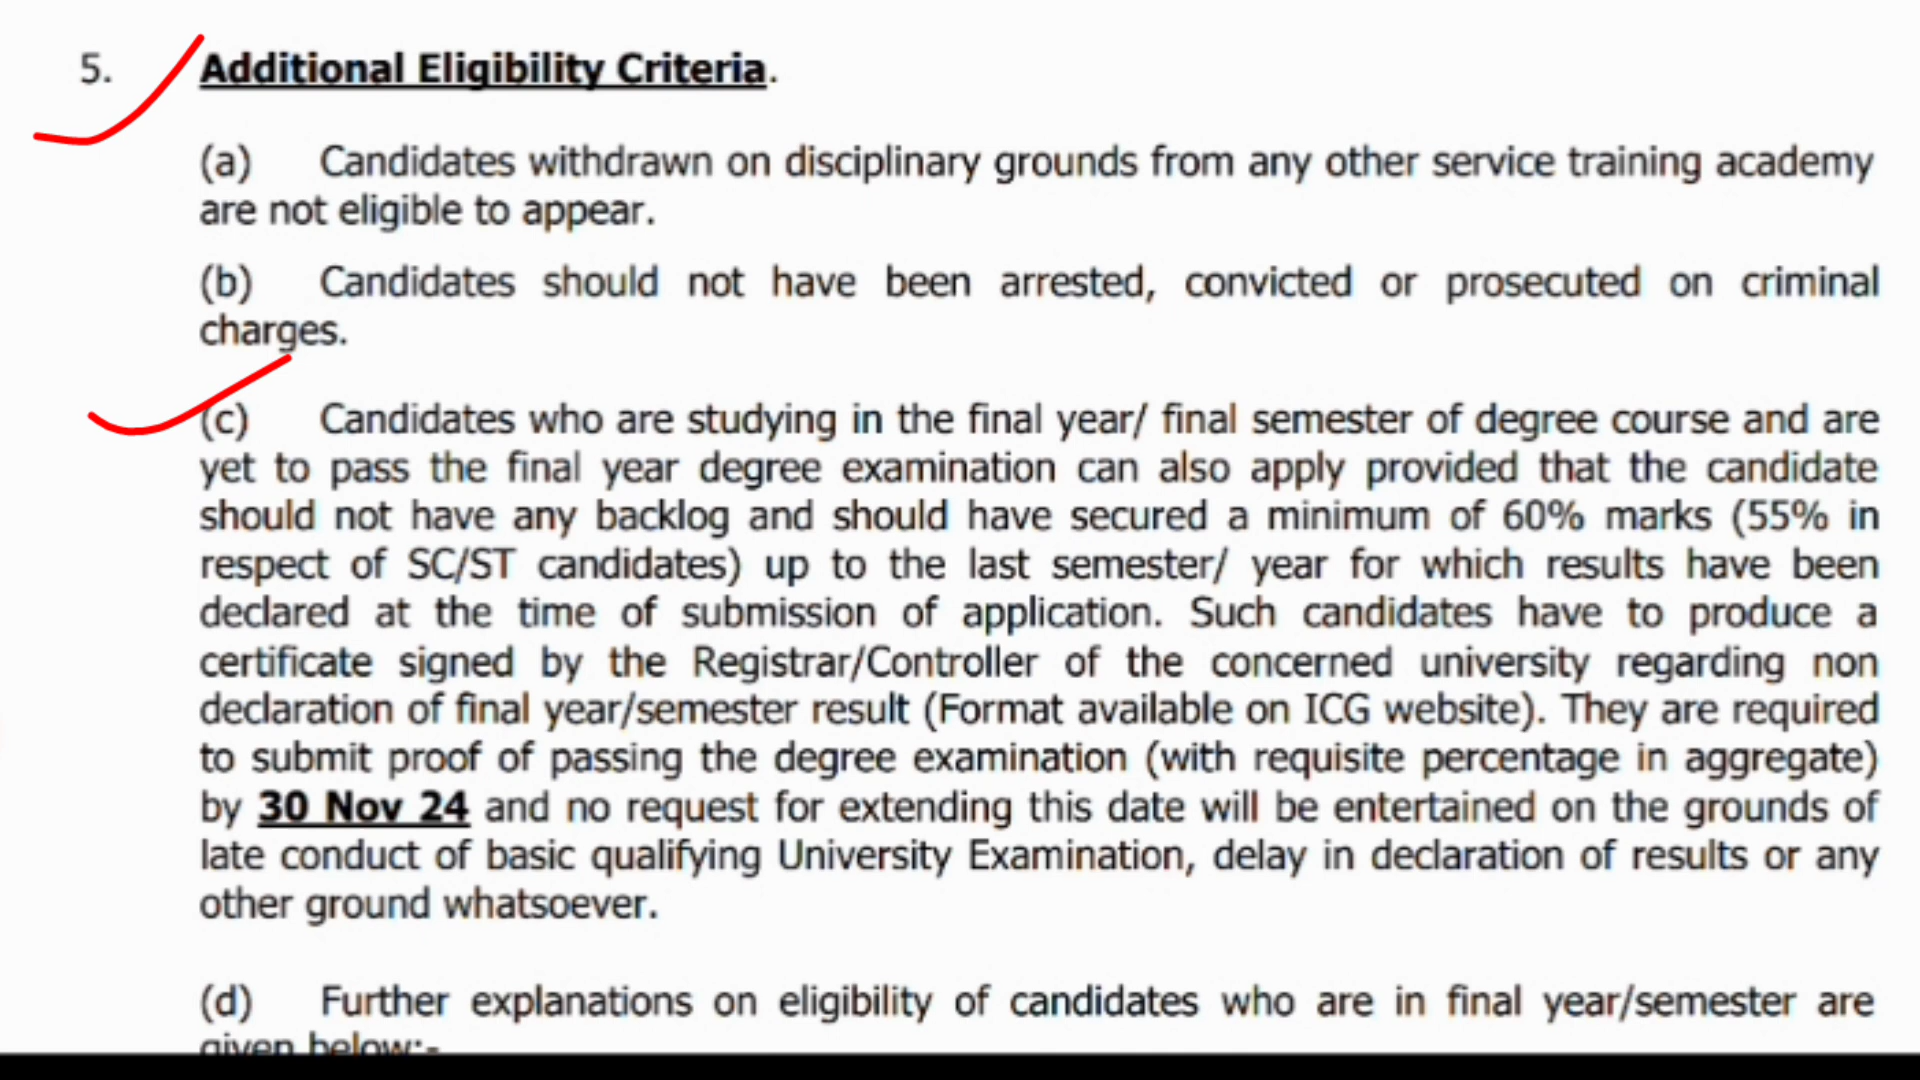 5. Additional Eligibility Criteria.
(a) Candidates withdrawn on disciplinary grounds from any other service training academy
are not eligible to appear.
(b) Candidates should not have been arrested, convicted or prosecuted on criminal
charges.
(c) Candidates who are studying in the final year/ final semester of degree course and are
yet to pass the final year degree examination can also apply provided that the candidate
should not have any backlog and should have secured a minimum of 60% marks (55% in
respect of SC/ST candidates) up to the last semester/ year for which results have been
declared at the time of submission of application. Such candidates have to produce a
certificate signed by the Registrar/Controller of the concerned university regarding non
declaration of final year/semester result (Format available on ICG website). They are required
to submit proof of passing the degree examination (with requisite percentage in aggregate)
by 30 Nov 24 and no request for extending this date will be entertained on the grounds of
late conduct of basic qualifying University Examination, delay in declaration of results or any
other ground whatsoever.
(d) Further explanations on eligibility of candidates who are in final year/semester are
given below:-